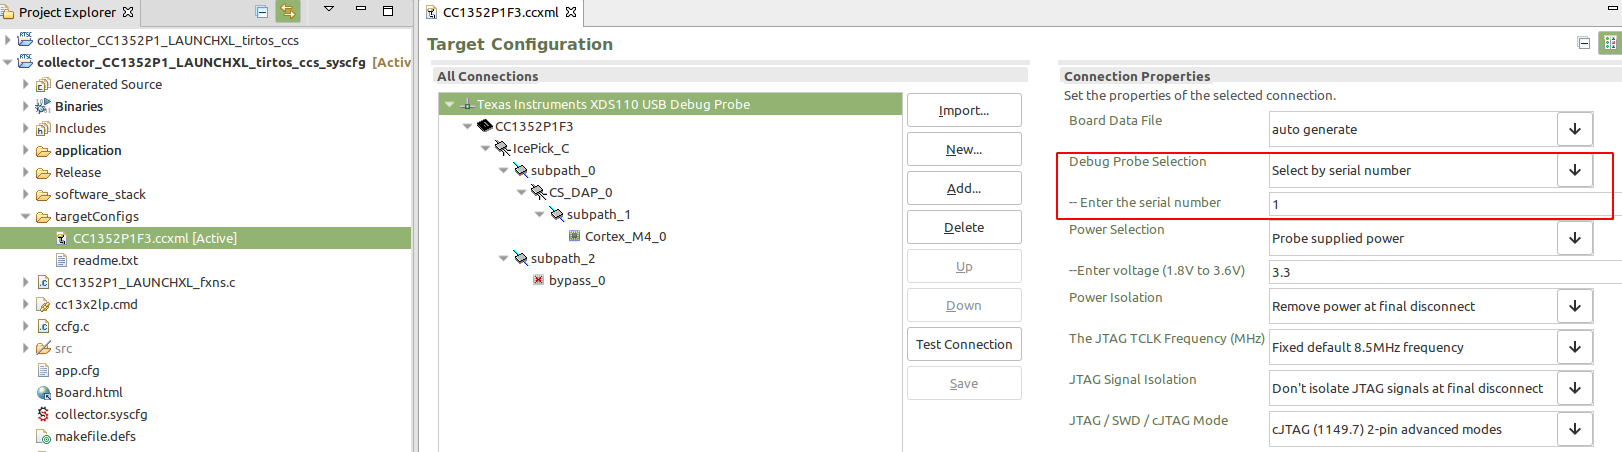 Project Explorer
collector_CC1352P1_LAUNCHXL_tirtos_ccs
collector_CC1352P1_LAUNCHXL_tirtos_ccs_syscfg [Activ
Generated Source
Binaries
Includes
application
Release
software_stack
targetConfigs
CC1352P1F3.ccxml [Active]
readme.txt
CC1352P1_LAUNCHXL_fxns.c
cc13x2lp.cmd
ccfg.c
src
app.cfg
Board.html
collector.syscfg
makefile.defs
CC1352P1F3.ccxml
Target Configuration
All Connections
Texas Instruments XDS110 USB Debug Probe
CC1352P1F3
IcePick_C
subpath_0
CS_DAP_0
subpath_1
Cortex_M4_0
subpath_2
bypass_0
Import...
New...
Add...
Delete
Up
Down
Test Connection
Save
Connection Properties
Set the properties of the selected connection.
Board Data File
auto generate
Debug Probe Selection
Select by serial number
-- Enter the serial number
1
Power Selection
Probe supplied power
--Enter voltage (1.8V to 3.6V)
3.3
Power Isolation
Remove power at final disconnect
The JTAG TCLK Frequency (MHz)
Fixed default 8.5MHz frequency
JTAG Signal Isolation
Don't isolate JTAG signals at final disconnect
JTAG / SWD / cJTAG Mode
cJTAG (1149.7) 2-pin advanced modes